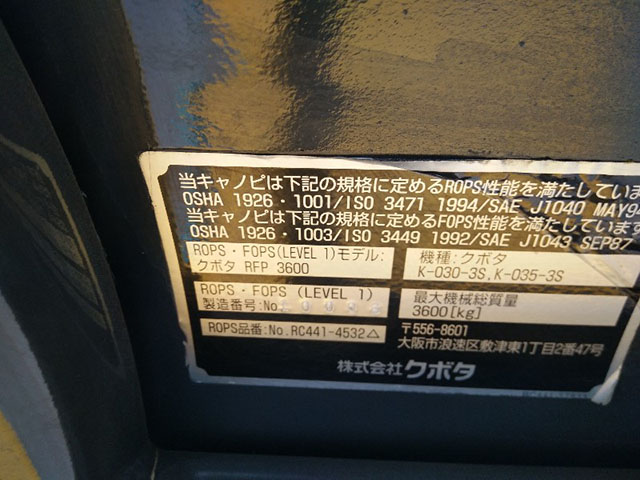 当キャノピは下記の規格に定めるROPS性能を満たしていま
OSHA 1926・1001/ISO 3471 1994/SAE J1040 MAY94
当キャノピは下記の規格に定めるFOPS性能を満たしています
OSHA 1926・1003/ISO 3449 1992/SAE J1043 SEP87
ROPS・FOPS(LEVEL 1)モデル:
クボタ RFP 3600
機種:クボタ
K-030-3S,K-035-3S
ROPS・FOPS (LEVEL 1)
製造番号:No.
最大機械総質量
3600[kg]
ROPS品番:No.RC441-4532△
〒556-8601
大阪市浪速区敷津東1丁目2番47号
株式会社クボタ